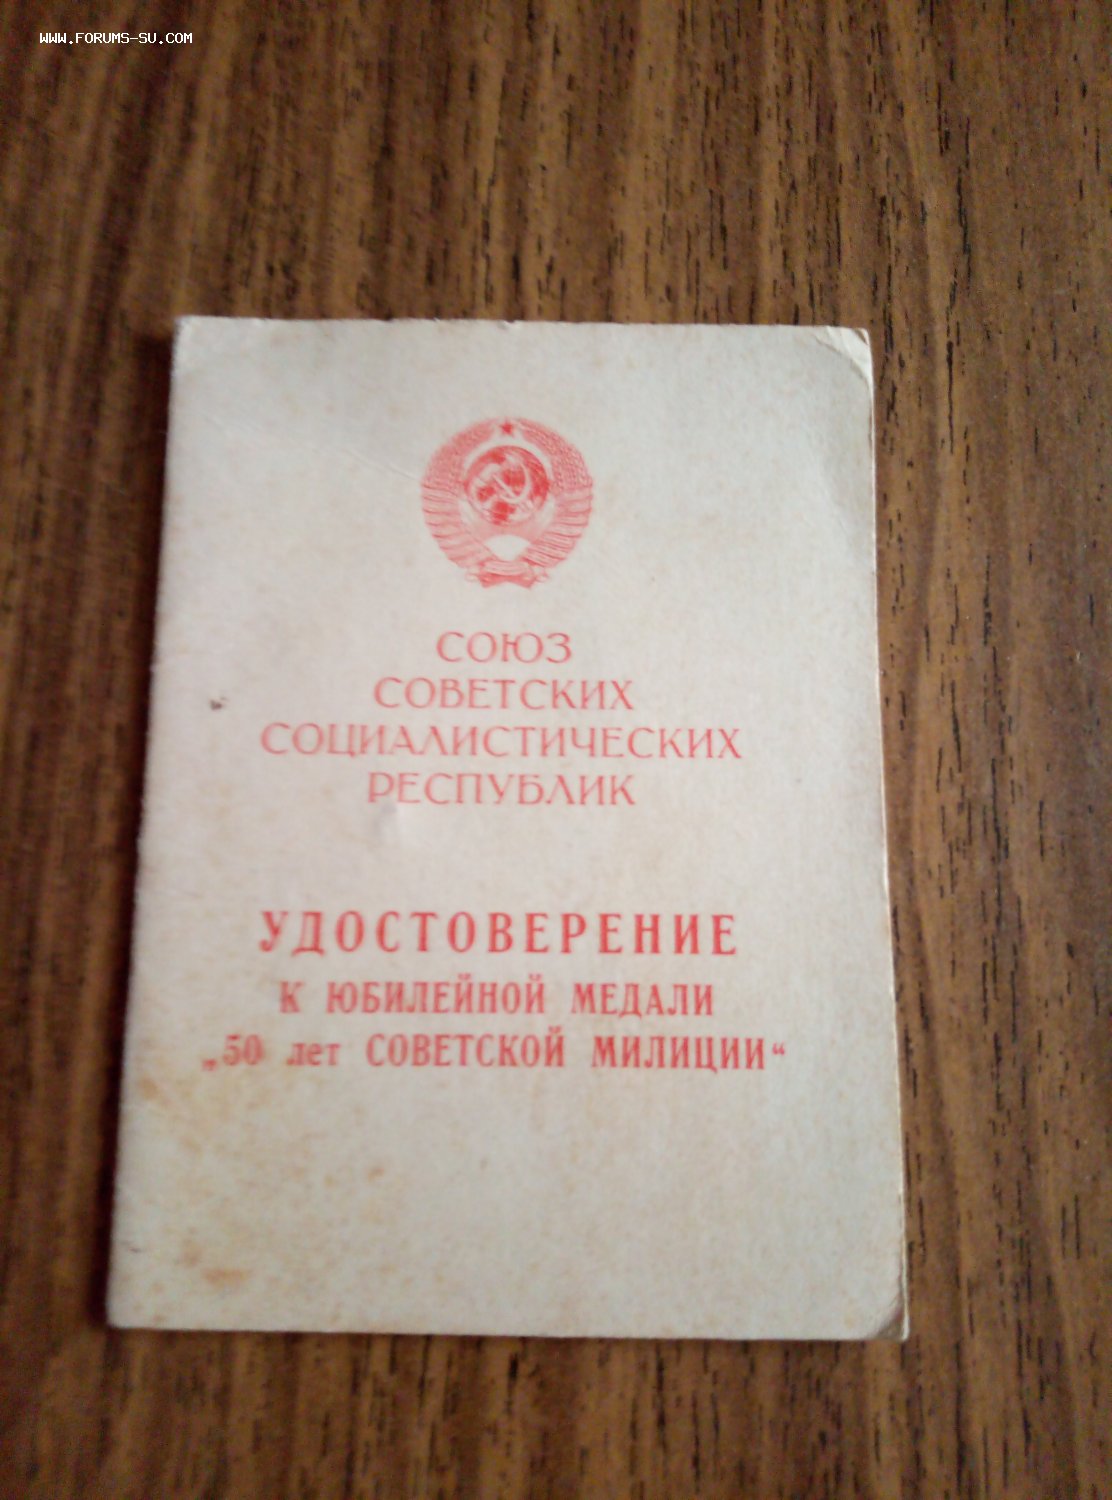 WWW.FORUMS-SU.COM
СОЮЗ
СОВЕТСКИХ
СОЦИАЛИСТИЧЕСКИХ
РЕСПУБЛИК
УДОСТОВЕРЕНИЕ
К ЮБИЛЕЙНОЙ МЕДАЛИ
„50 лет СОВЕТСКОЙ МИЛИЦИИ“